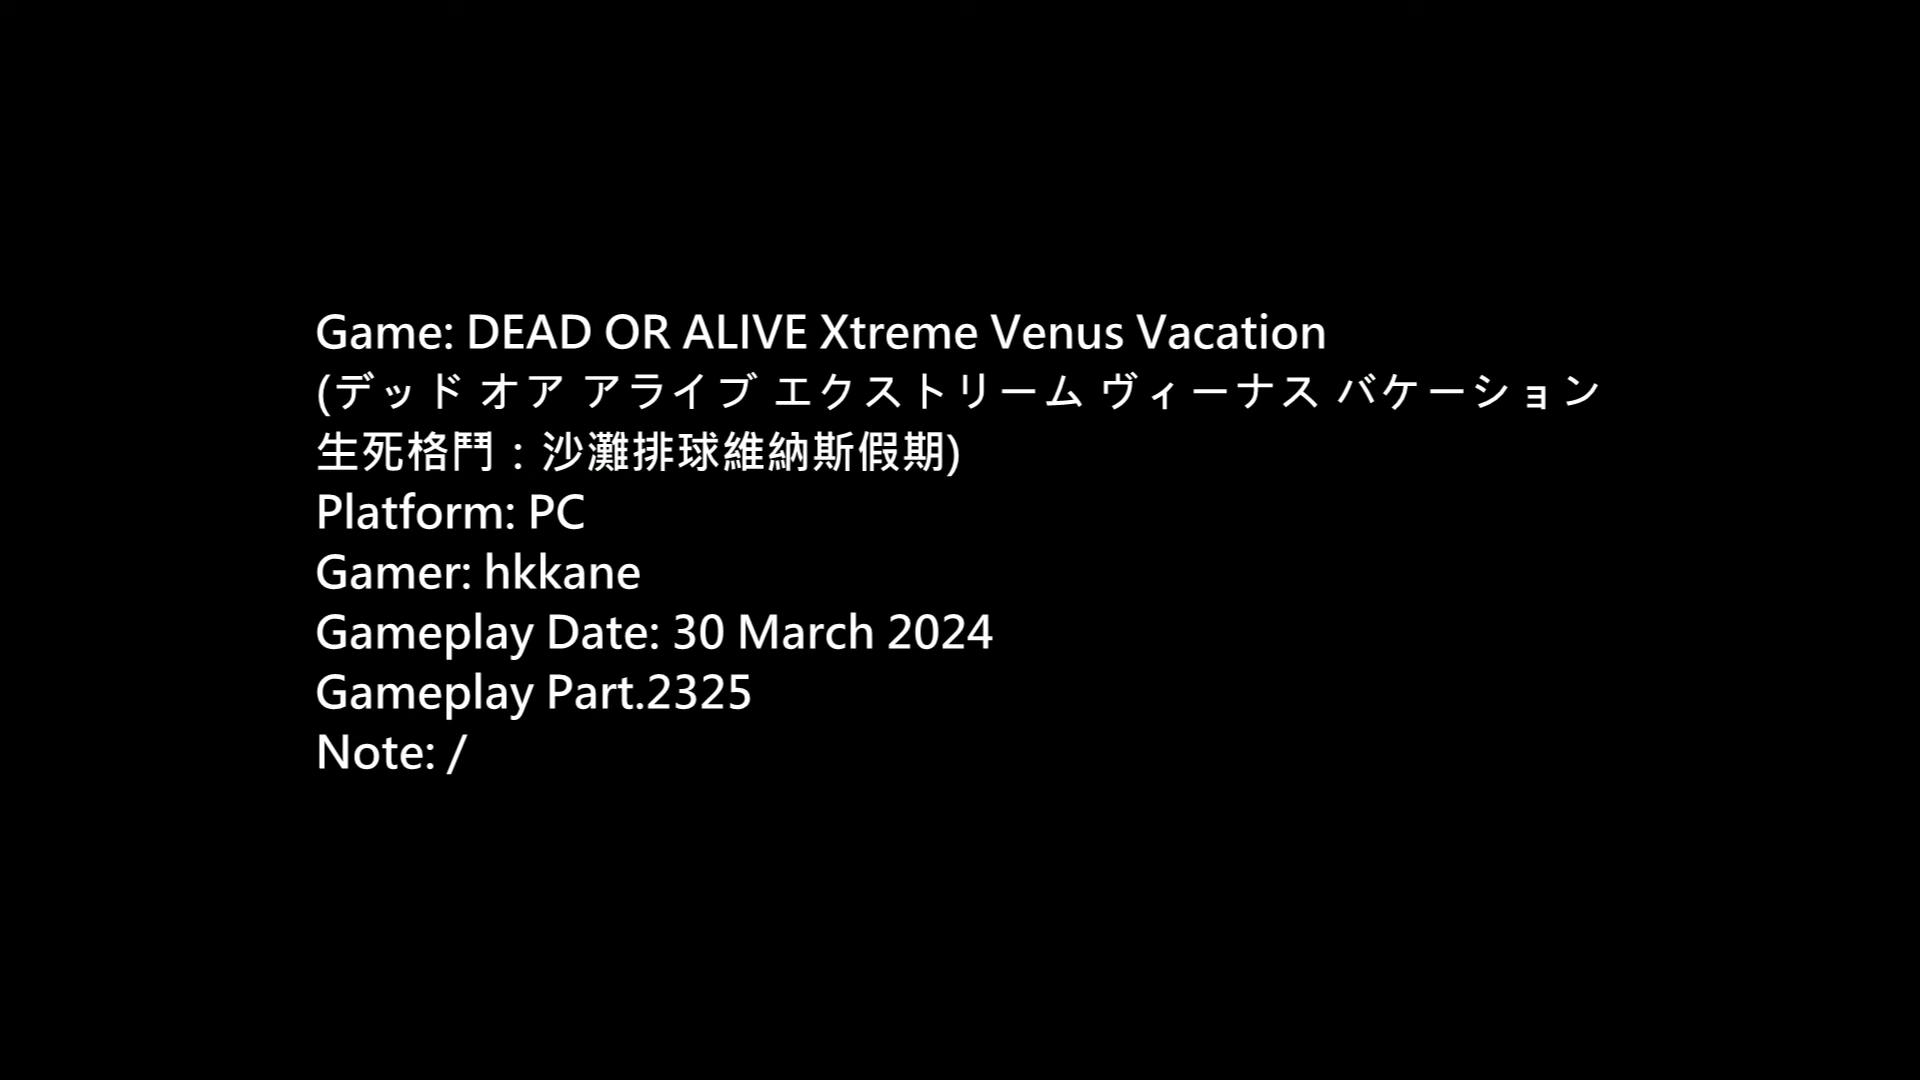 Game: DEAD OR ALIVE Xtreme Venus Vacation
(デッド オア アライブ エクストリーム ヴィーナス バケーション
生死格鬥：沙灘排球維納斯假期)
Platform: PC
Gamer: hkkane
Gameplay Date: 30 March 2024
Gameplay Part.2325
Note: /